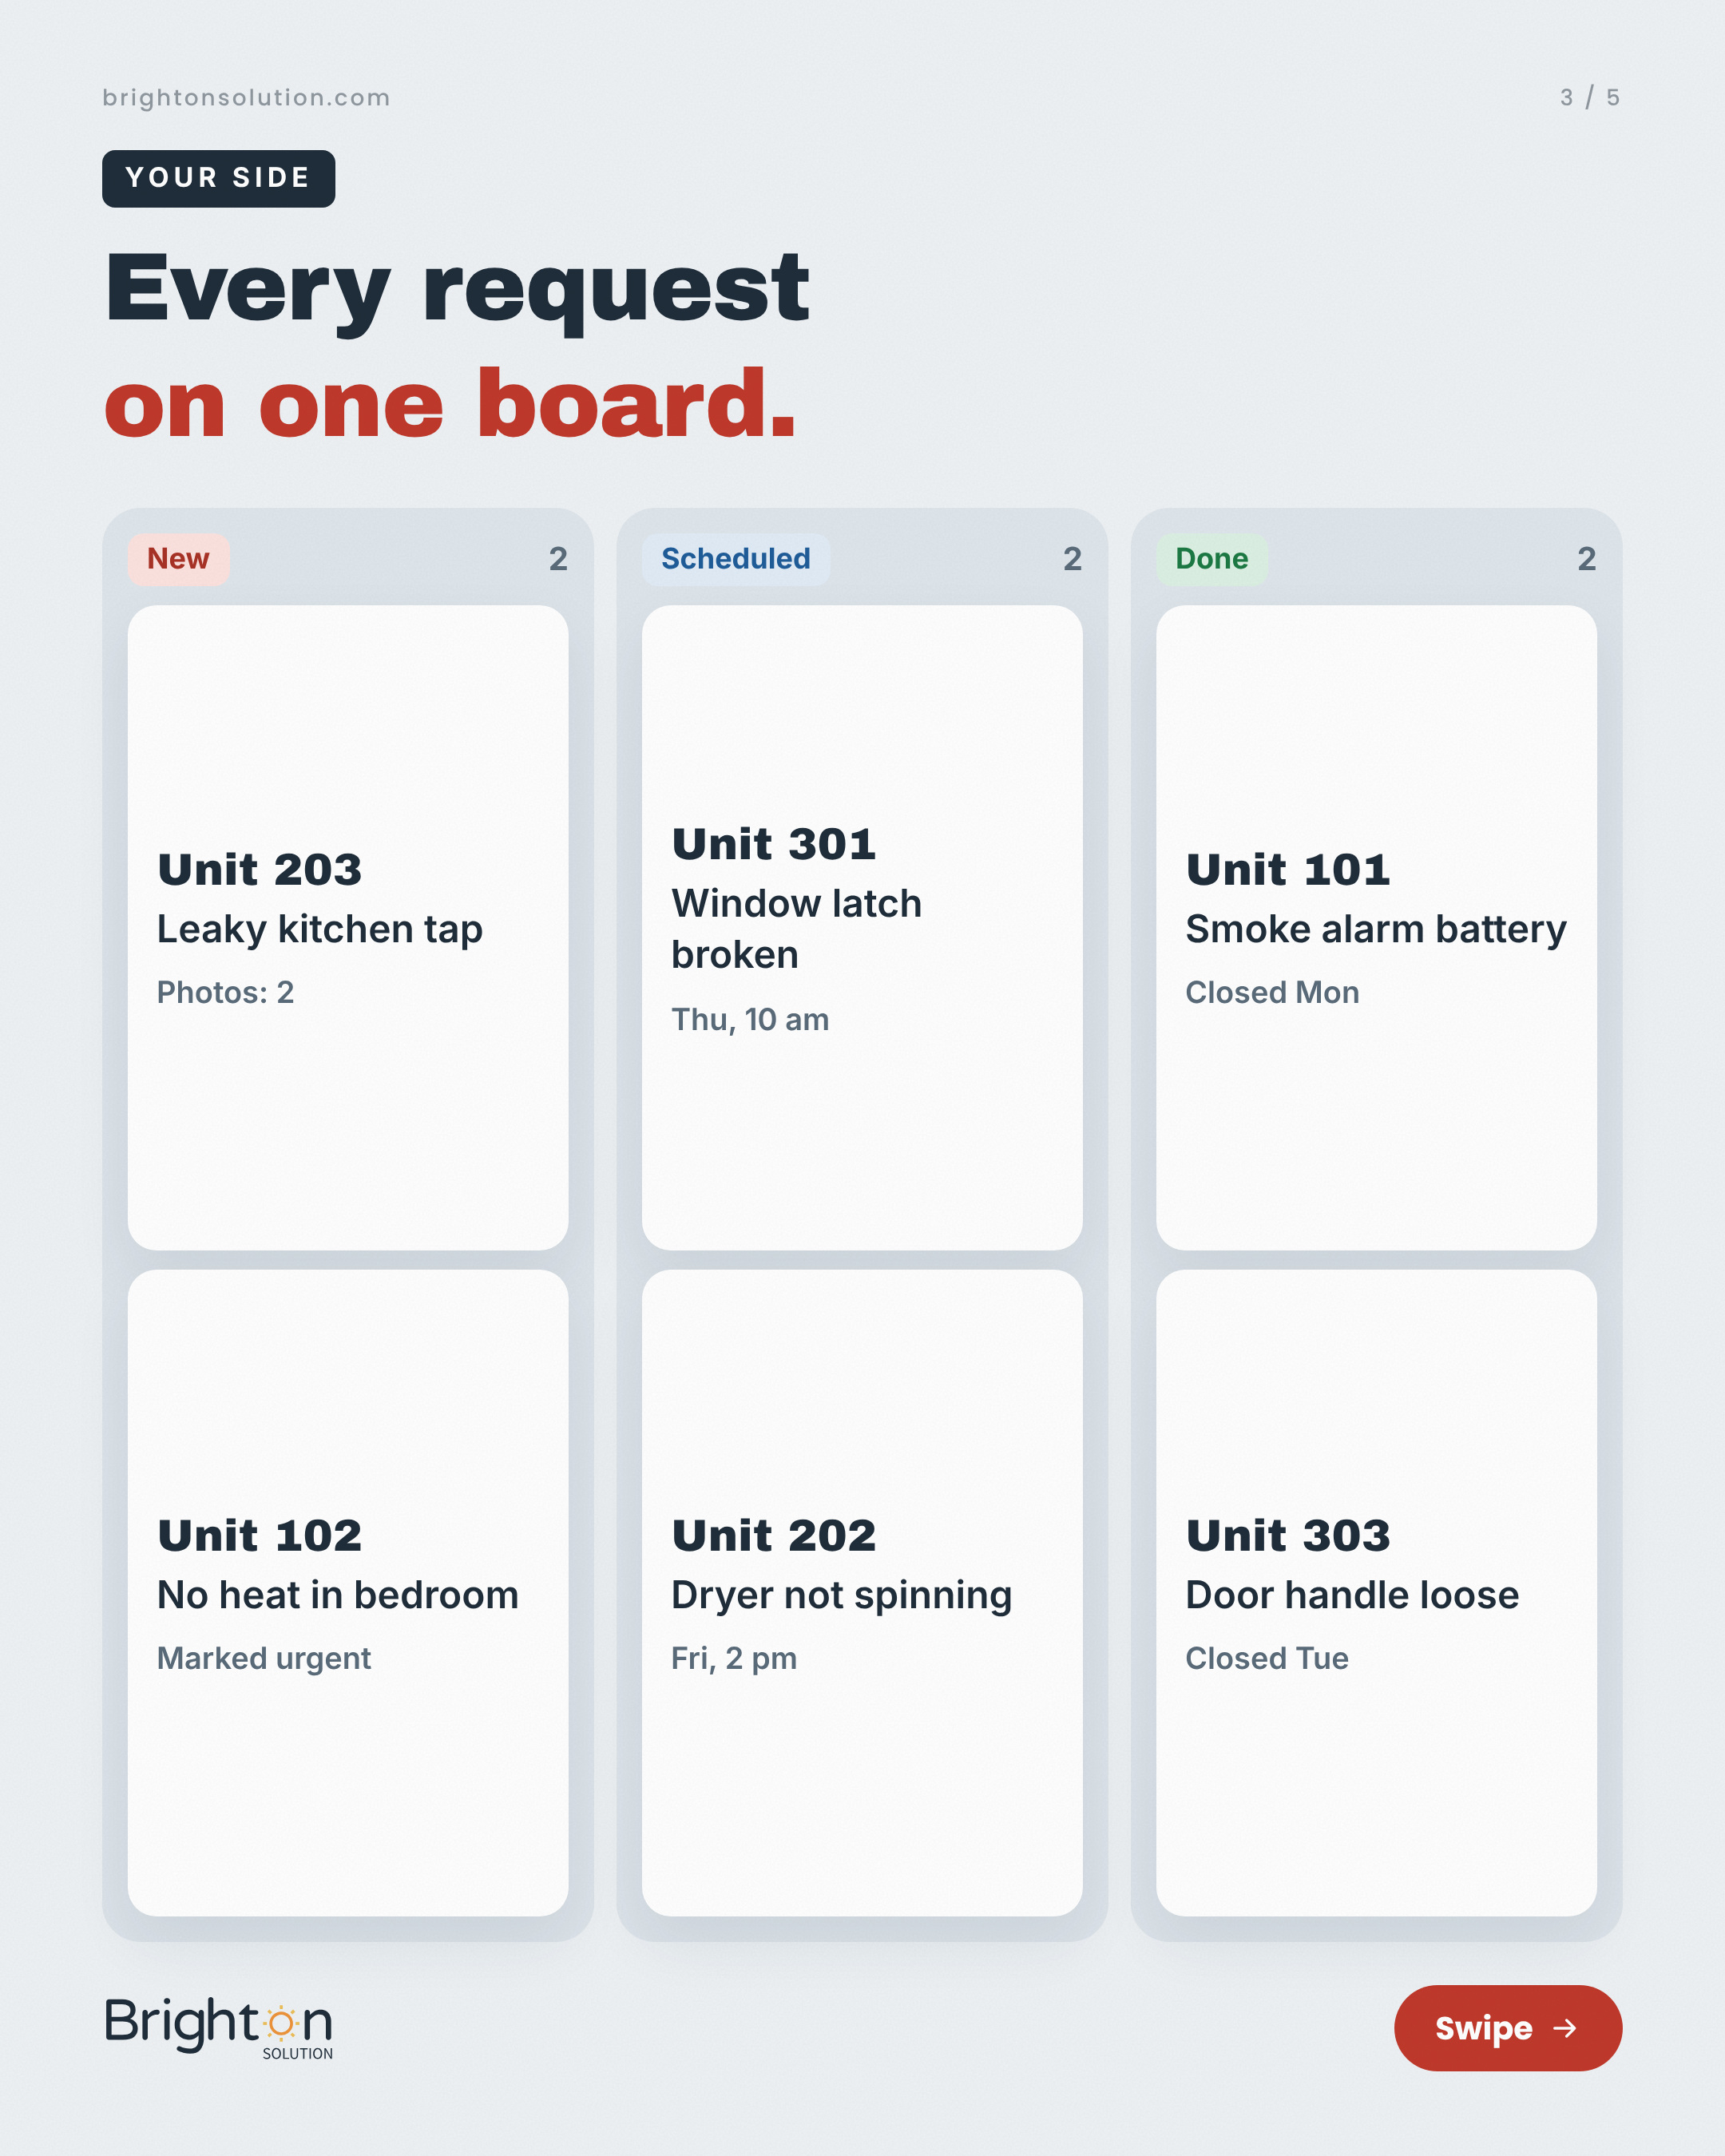 brightonsolution.com
3 / 5
YOUR SIDE
Every request
on one board.
New
2
Unit 203
Leaky kitchen tap
Photos: 2
Unit 102
No heat in bedroom
Marked urgent
Scheduled
2
Unit 301
Window latch
broken
Thu, 10 am
Unit 202
Dryer not spinning
Fri, 2 pm
Done
2
Unit 101
Smoke alarm battery
Closed Mon
Unit 303
Door handle loose
Closed Tue
Brighton
SOLUTION
Swipe →